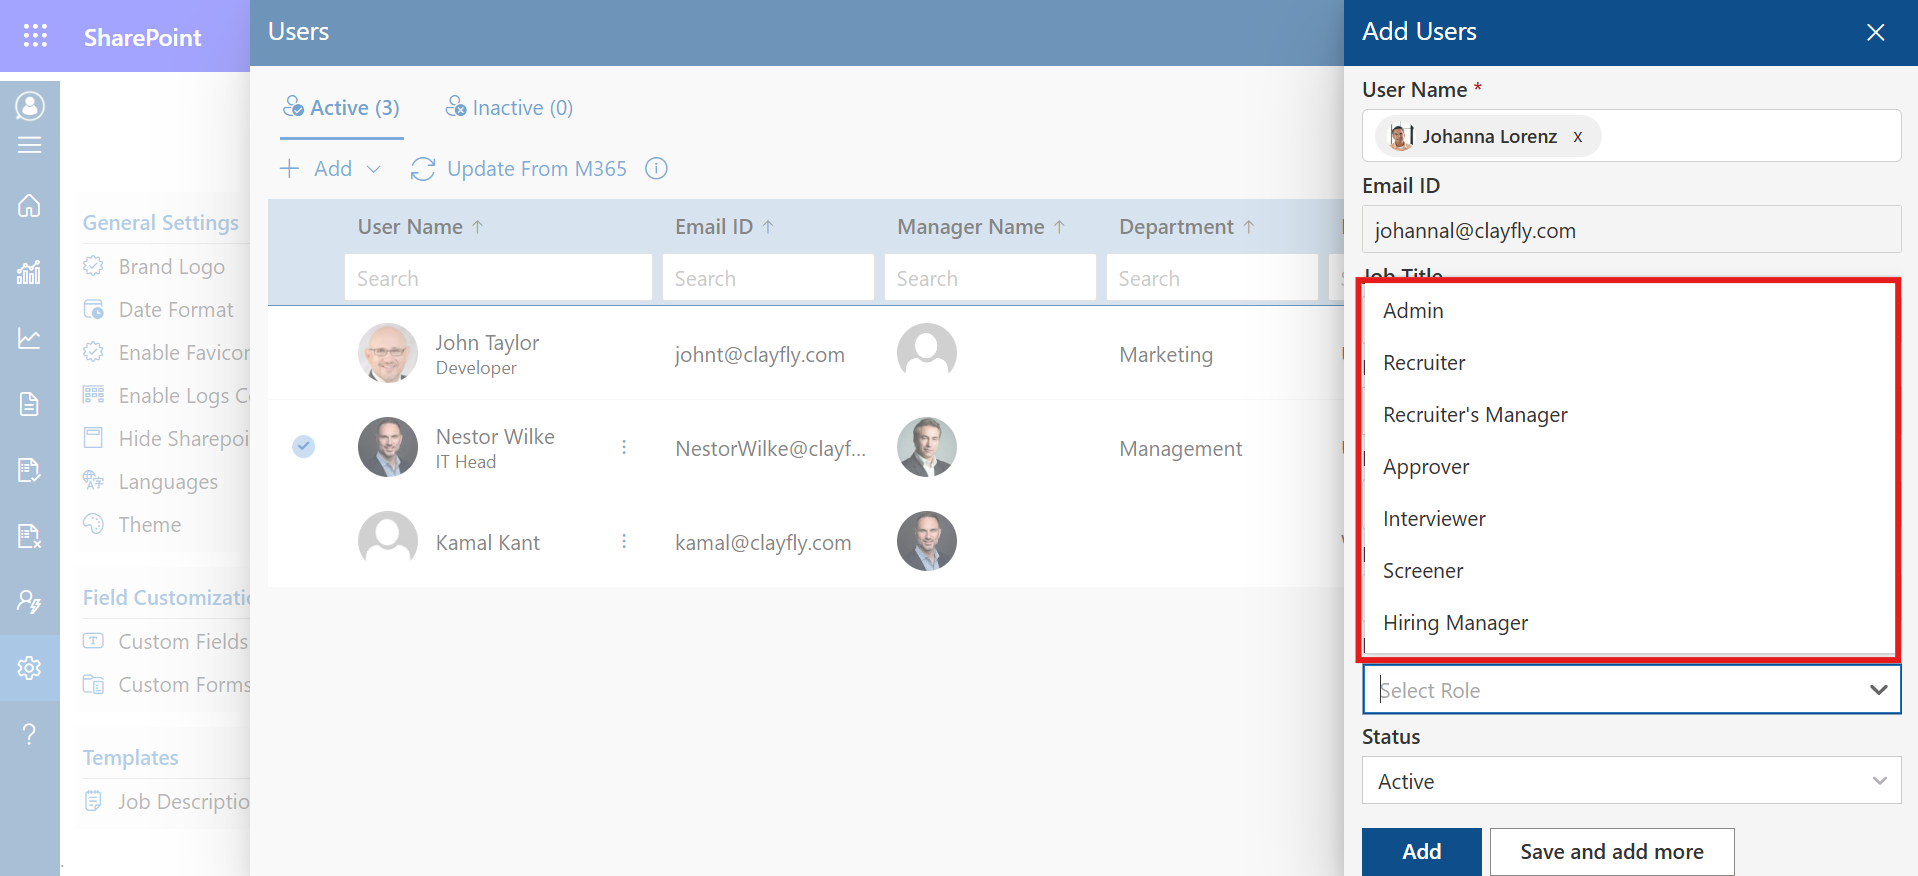 SharePoint
Users
Add Users
Active (3)
Inactive (0)
Add
Update From M365
General Settings
Brand Logo
Date Format
Enable Favicon
Enable Logs C
Hide Sharepoi
Languages
Theme
Field Customizatio
Custom Fields
Custom Forms
Templates
Job Descriptio
User Name
Email ID
Manager Name
Department
Search
Search
Search
Search
John Taylor
Developer
johnt@clayfly.com
Marketing
Nestor Wilke
IT Head
NestorWilke@clayf...
Management
Kamal Kant
kamal@clayfly.com
User Name *
Johanna Lorenz x
Email ID
johannal@clayfly.com
Job Title
Admin
Recruiter
Recruiter's Manager
Approver
Interviewer
Screener
Hiring Manager
Select Role
Status
Active
Add
Save and add more